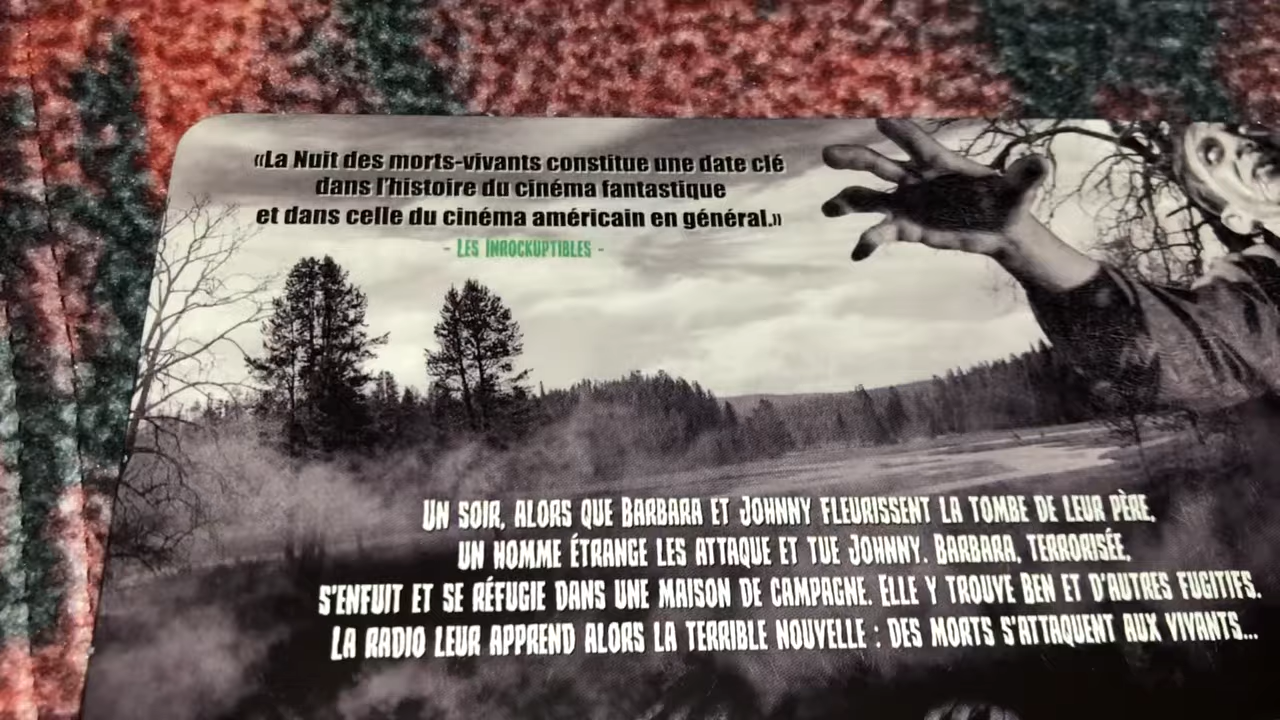 «La Nuit des morts-vivants constitue une date clé
dans l'histoire du cinéma fantastique
et dans celle du cinéma américain en général.»
- LES INROCKUPTIBLES -
UN SOIR, ALORS QUE BARBARA ET JOHNNY FLEURISSENT LA TOMBE DE LEUR PÈRE,
UN HOMME ÉTRANGE LES ATTAQUE ET TUE JOHNNY. BARBARA, TERRORISÉE,
S'ENFUIT ET SE RÉFUGIE DANS UNE MAISON DE CAMPAGNE. ELLE Y TROUVE BEN ET D'AUTRES FUGITIFS.
LA RADIO LEUR APPREND ALORS LA TERRIBLE NOUVELLE : DES MORTS S'ATTAQUENT AUX VIVANTS...